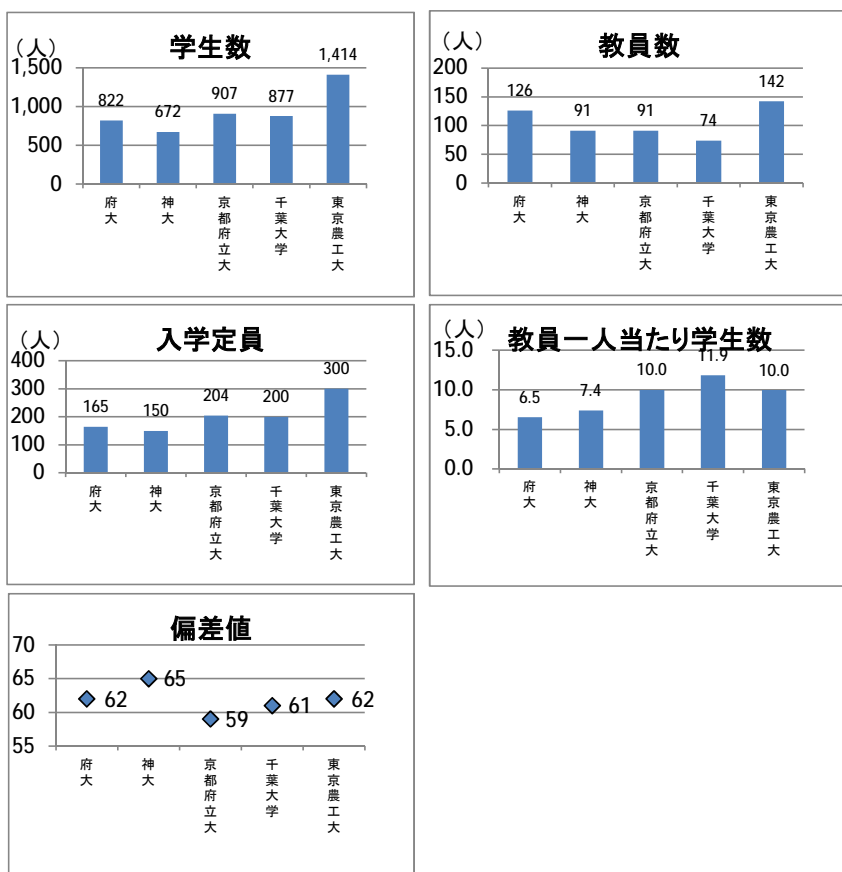 学生数
（人）
1,500
1,000
500
0
822
672
907
877
1,414
府大
神大
京都府立大
千葉大学
東京農工大
教員数
（人）
200
150
100
50
0
126
91
91
74
142
府大
神大
京都府立大
千葉大学
東京農工大
入学定員
（人）
400
300
200
100
0
165
150
204
200
300
府大
神大
京都府立大
千葉大学
東京農工大
教員一人当たり学生数
（人）
15.0
10.0
5.0
0.0
6.5
7.4
10.0
11.9
10.0
府大
神大
京都府立大
千葉大学
東京農工大
偏差値
70
65
60
55
62
65
59
61
62
府大
神大
京都府立大
千葉大学
東京農工大